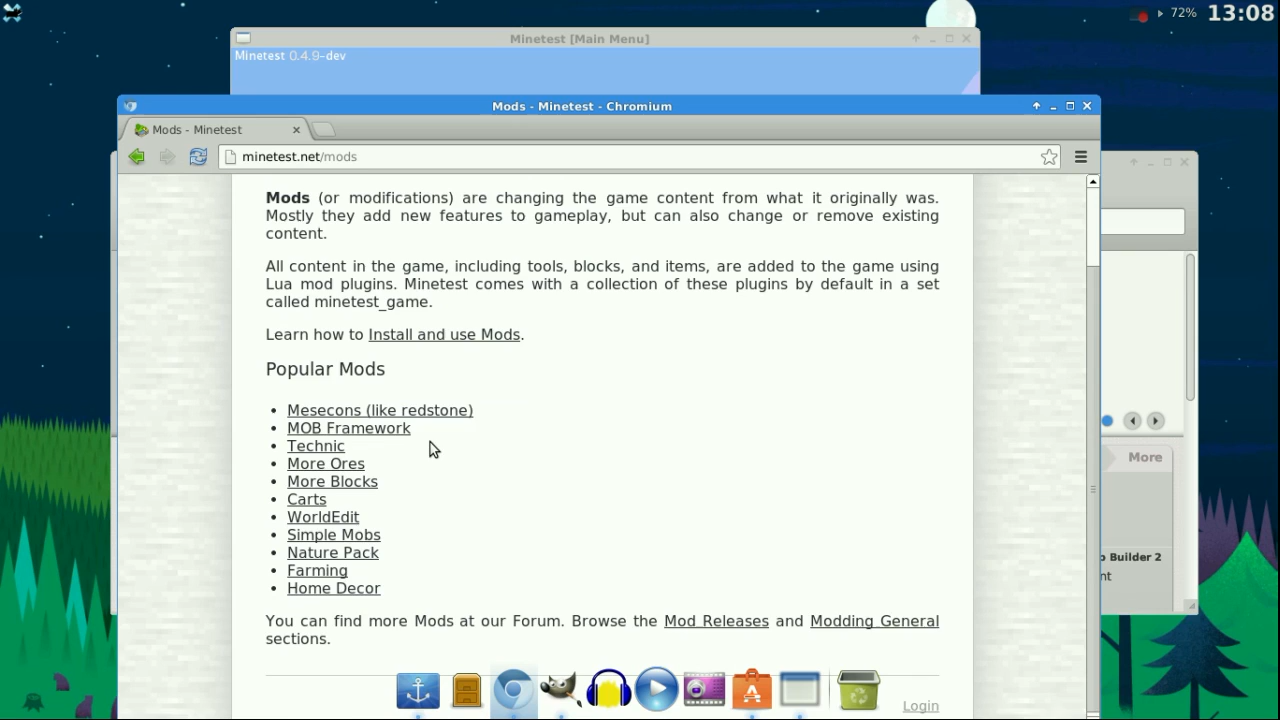 72% 13:08
Minetest [Main Menu]
Minetest 0.4.9-dev
Mods - Minetest - Chromium
Mods - Minetest
minetest.net/mods
Mods (or modifications) are changing the game content from what it originally was.
Mostly they add new features to gameplay, but can also change or remove existing
content.
All content in the game, including tools, blocks, and items, are added to the game using
Lua mod plugins. Minetest comes with a collection of these plugins by default in a set
called minetest_game.
Learn how to Install and use Mods.
Popular Mods
• Mesecons (like redstone)
• MOB Framework
• Technic
• More Ores
• More Blocks
• Carts
• WorldEdit
• Simple Mobs
• Nature Pack
• Farming
• Home Decor
You can find more Mods at our Forum. Browse the Mod Releases and Modding General
sections.
Login
More
Builder 2
nt